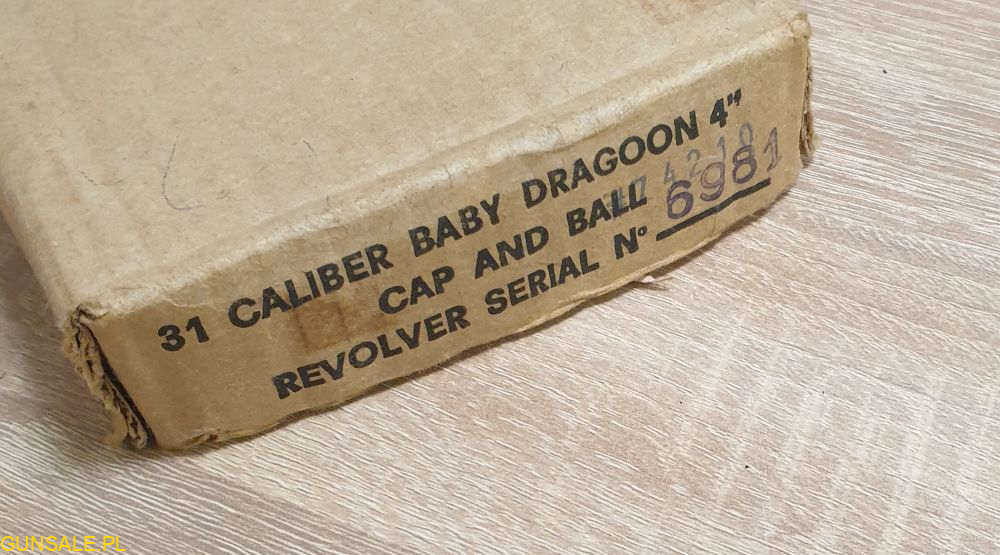 31 CALIBER BABY DRAGOON 4"
CAP AND BALL
REVOLVER SERIAL Nº 6981
GUNSALE.PL